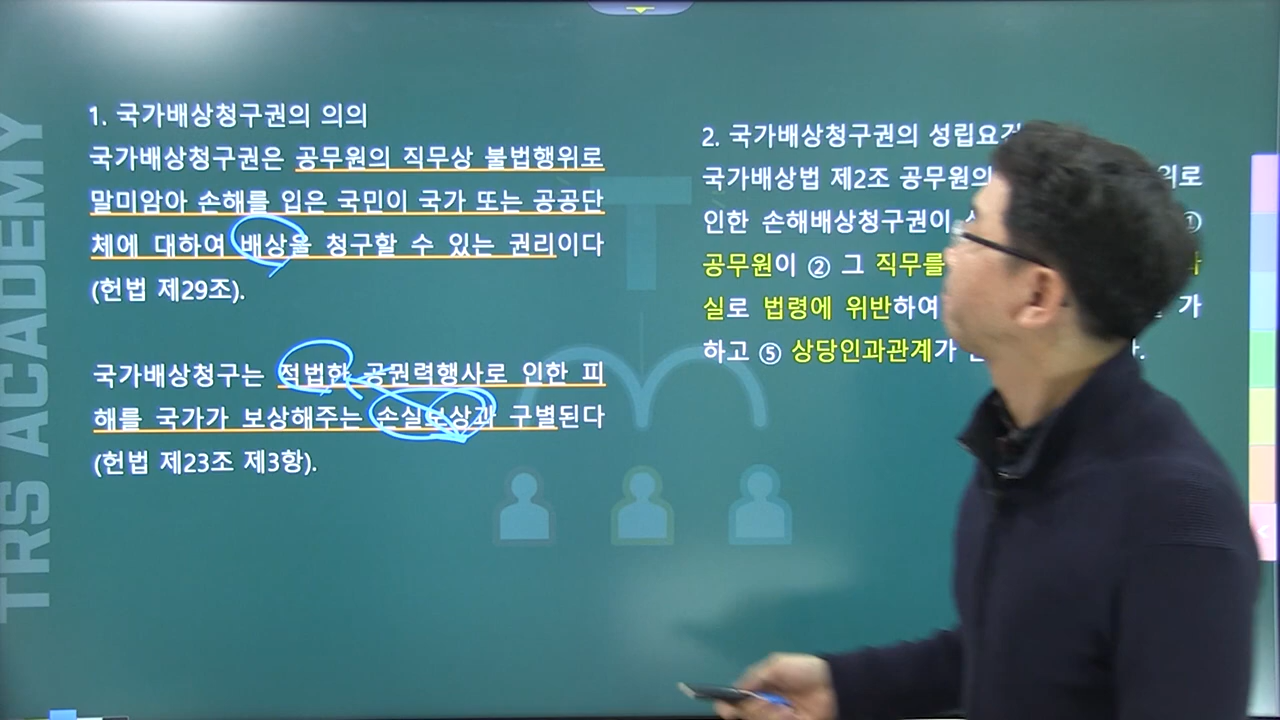 TRS ACADEMY
1. 국가배상청구권의 의의
국가배상청구권은 공무원의 직무상 불법행위로
말미암아 손해를 입은 국민이 국가 또는 공공단
체에 대하여 배상을 청구할 수 있는 권리이다
(헌법 제29조).
국가배상청구는 적법한 공권력행사로 인한 피
해를 국가가 보상해주는 손실보상과 구별된다
(헌법 제23조 제3항).
2. 국가배상청구권의 성립요건
국가배상법 제2조 공무원의 위로
인한 손해배상청구권이 ①
공무원이 ② 그 직무를
실로 법령에 위반하여 가
하고 ⑤ 상당인과관계가